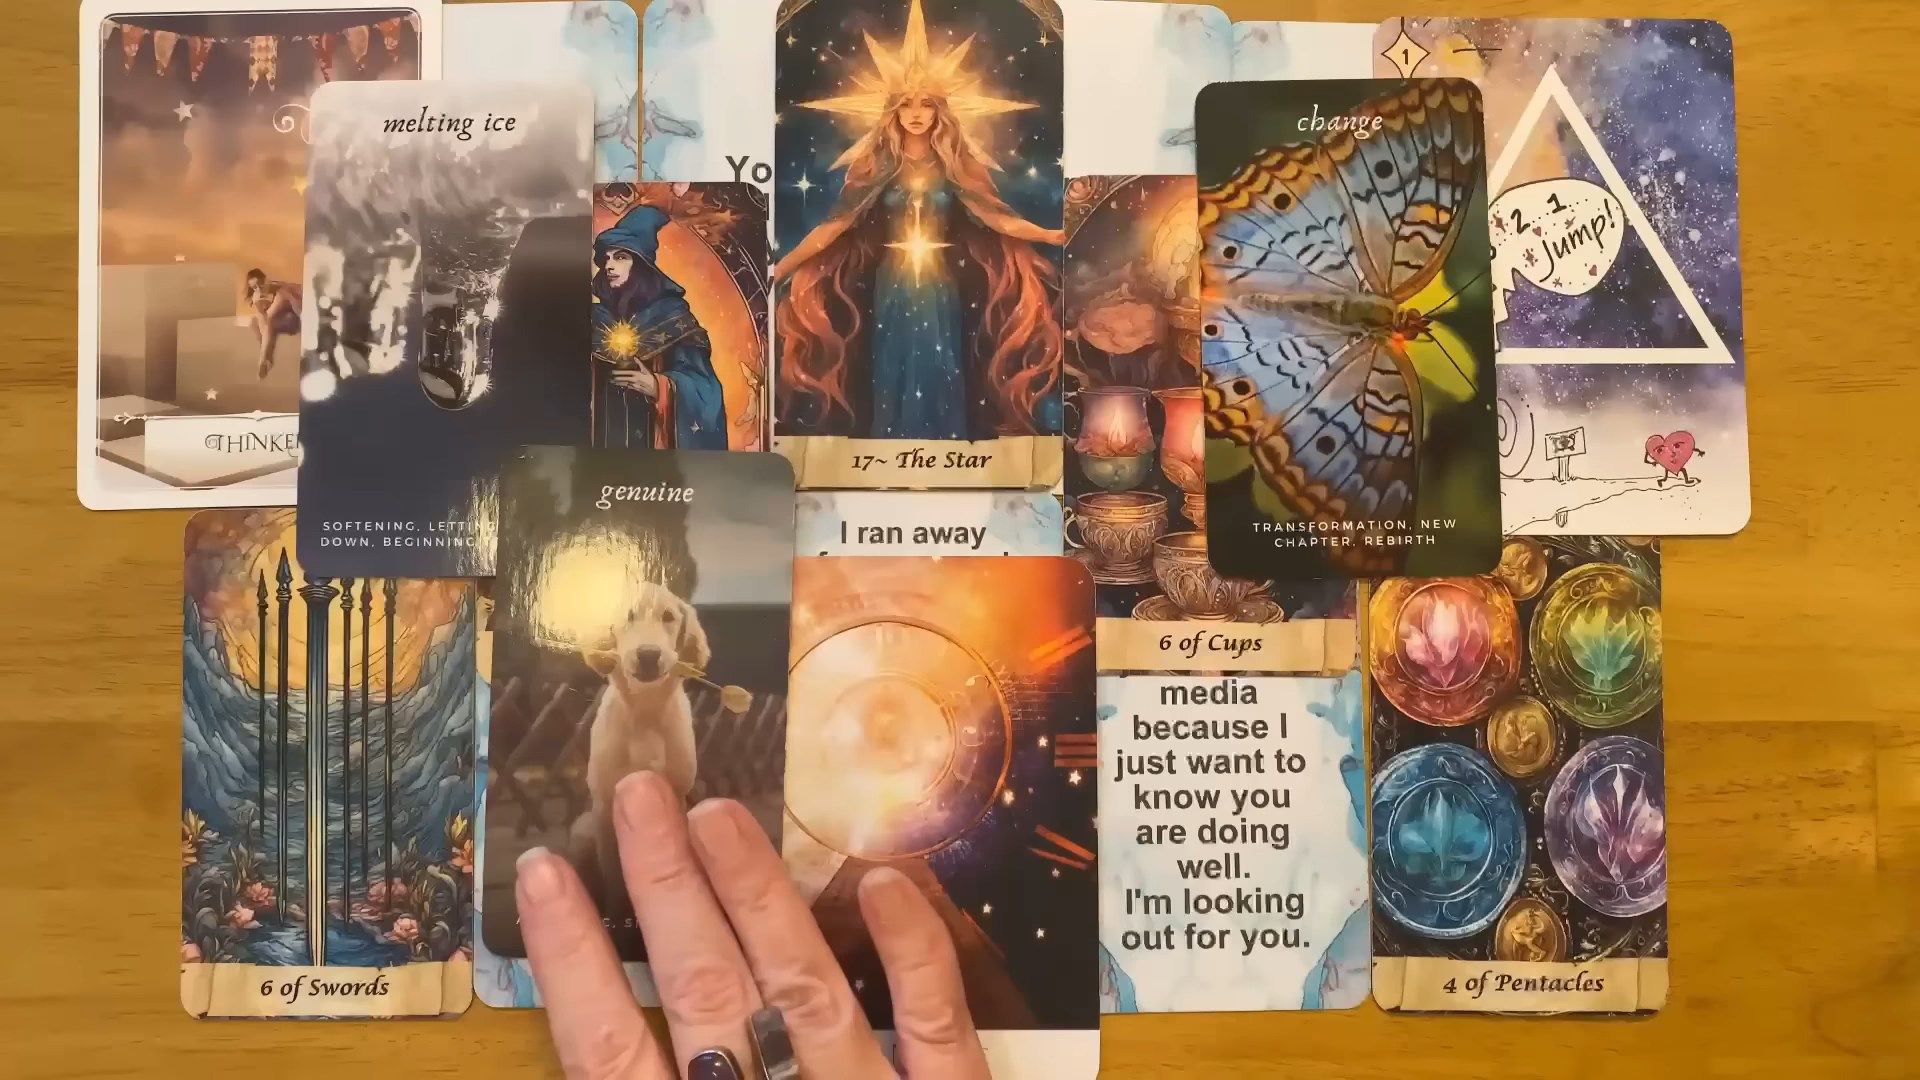 1
melting ice
change
Yo
2 1
Jump!
17~ The Star
SOFTENING, LETTING
DOWN, BEGINNING
genuine
I ran away
TRANSFORMATION, NEW
CHAPTER, REBIRTH
6 of Cups
media
because I
just want to
know you
are doing
well.
I'm looking
out for you.
6 of Swords
4 of Pentacles